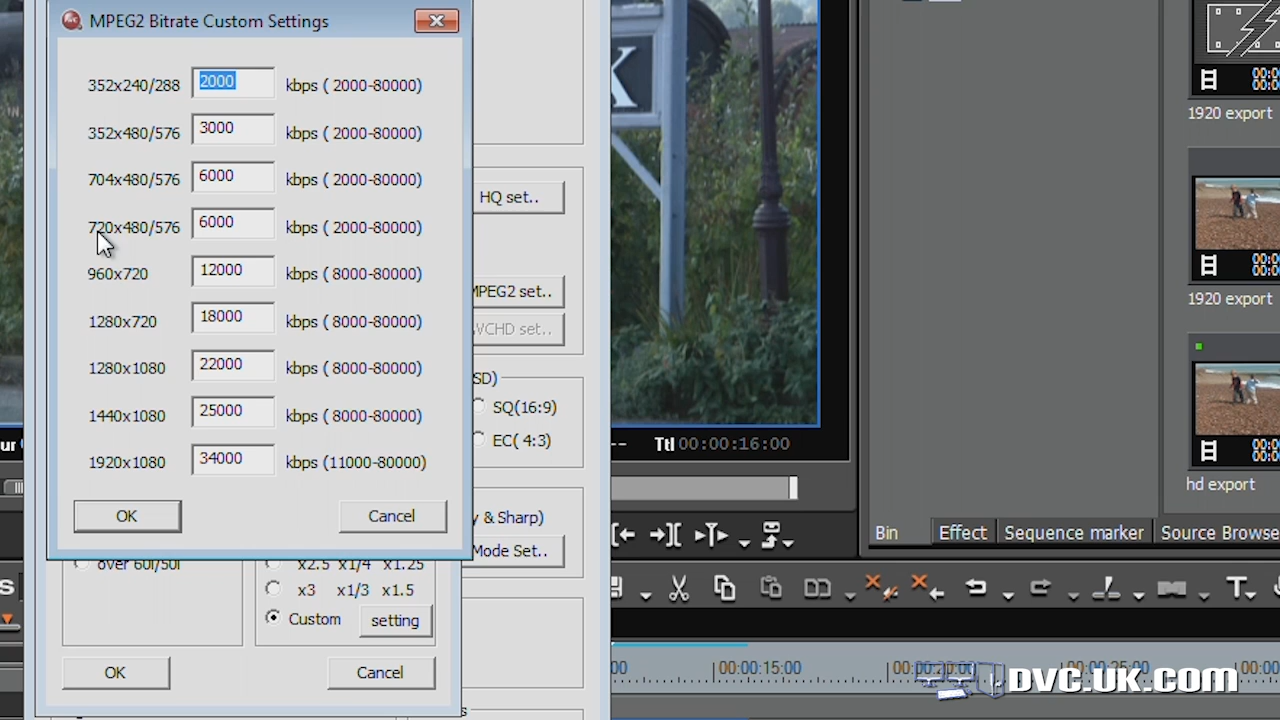 MPEG2 Bitrate Custom Settings
352x240/288 2000 kbps ( 2000-80000)
352x480/576 3000 kbps ( 2000-80000)
704x480/576 6000 kbps ( 2000-80000)
720x480/576 6000 kbps ( 2000-80000)
960x720 12000 kbps ( 8000-80000)
1280x720 18000 kbps ( 8000-80000)
1280x1080 22000 kbps ( 8000-80000)
1440x1080 25000 kbps ( 8000-80000)
1920x1080 34000 kbps (11000-80000)
OK Cancel
over 60i/50i
x2.5 x1/4 x1.25
x3 x1/3 x1.5
Custom setting
OK Cancel
HQ set..
MPEG2 set..
VCHD set..
SD)
SQ(16:9)
EC( 4:3)
y & Sharp)
Mode Set..
K
Ttl 00:00:16:00
1920 export
1920 export
hd export
Bin Effect Sequence marker Source Browse
00:00:15:00 00:00:20:00 00:00:25:00
DVC.UK.COM